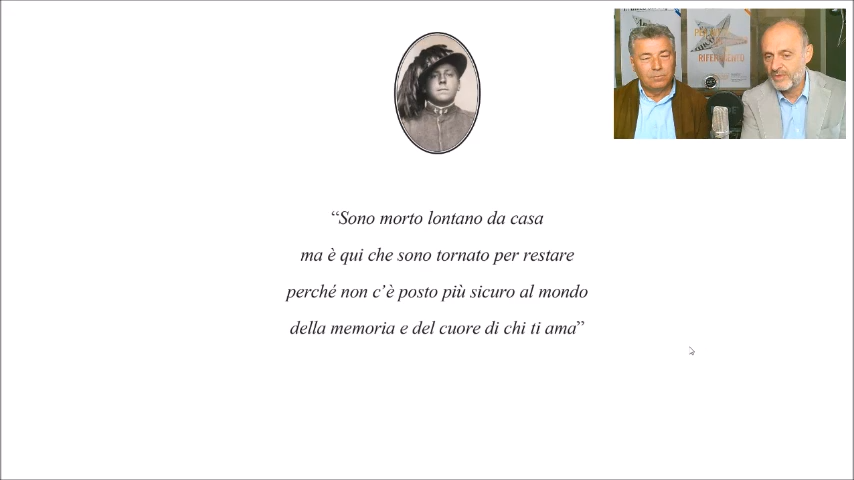 RIFERIMENTO
“Sono morto lontano da casa
ma è qui che sono tornato per restare
perché non c’è posto più sicuro al mondo
della memoria e del cuore di chi ti ama”